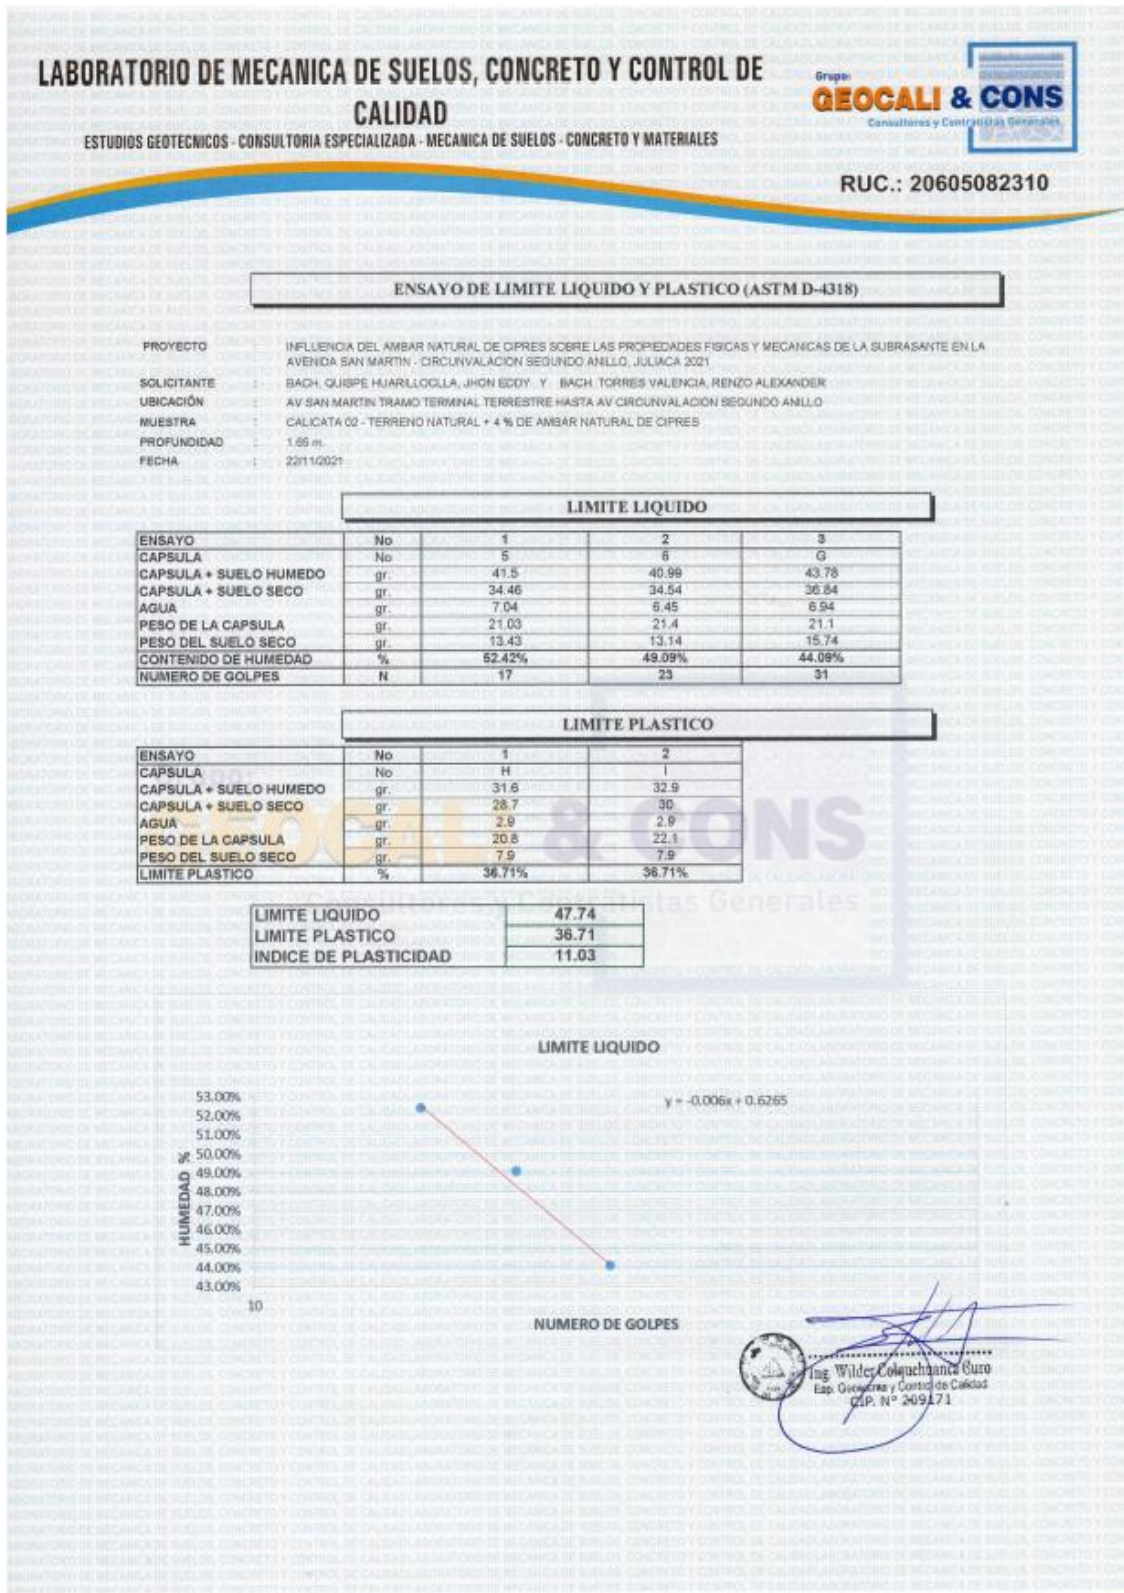 LABORATORIO DE MECANICA DE SUELOS, CONCRETO Y CONTROL DE
CALIDAD
ESTUDIOS GEOTECNICOS - CONSULTORIA ESPECIALIZADA - MECANICA DE SUELOS - CONCRETO Y MATERIALES
Grupo:
GEOCALI & CONS
Consultores y Contratistas Generales
RUC.: 20605082310
ENSAYO DE LIMITE LIQUIDO Y PLASTICO (ASTM D-4318)
PROYECTO : INFLUENCIA DEL AMBAR NATURAL DE CIPRES SOBRE LAS PROPIEDADES FISICAS Y MECANICAS DE LA SUBRASANTE EN LA
AVENIDA SAN MARTIN - CIRCUNVALACION SEGUNDO ANILLO, JULIACA 2021
SOLICITANTE : BACH. QUISPE HUARILLOCLLA, JHON EDDY Y BACH. TORRES VALENCIA, RENZO ALEXANDER
UBICACIÓN : AV SAN MARTIN TRAMO TERMINAL TERRESTRE HASTA AV CIRCUNVALACION SEGUNDO ANILLO
MUESTRA : CALICATA 02 - TERRENO NATURAL + 4 % DE AMBAR NATURAL DE CIPRES
PROFUNDIDAD : m.
FECHA : 22/11/2021
LIMITE LIQUIDO
ENSAYO No 1 2 3
CAPSULA No 5 6 G
CAPSULA + SUELO HUMEDO gr. 41.5 40.99 43.78
CAPSULA + SUELO SECO gr. 34.46 34.54 36.84
AGUA gr. 7.04 6.45 6.94
PESO DE LA CAPSULA gr. 21.03 21.4 21.1
PESO DEL SUELO SECO gr. 13.43 13.14 15.74
CONTENIDO DE HUMEDAD % 52.42% 49.09% 44.09%
NUMERO DE GOLPES N 17 23 31
LIMITE PLASTICO
ENSAYO No 1 2
CAPSULA No H I
CAPSULA + SUELO HUMEDO gr. 31.6 32.9
CAPSULA + SUELO SECO gr. 28.7 30
AGUA gr. 2.9 2.9
PESO DE LA CAPSULA gr. 20.8 22.1
PESO DEL SUELO SECO gr. 7.9 7.9
LIMITE PLASTICO % 36.71% 36.71%
LIMITE LIQUIDO 47.74
LIMITE PLASTICO 36.71
INDICE DE PLASTICIDAD 11.03
LIMITE LIQUIDO
y = -0.006x + 0.6265
53.00%
52.00%
51.00%
50.00%
49.00%
48.00%
47.00%
46.00%
45.00%
44.00%
43.00%
HUMEDAD %
10
NUMERO DE GOLPES
Ing. Wilder Colquehuanca Curo
Esp. Geotecnia y Control de Calidad
CIP. N° 209171